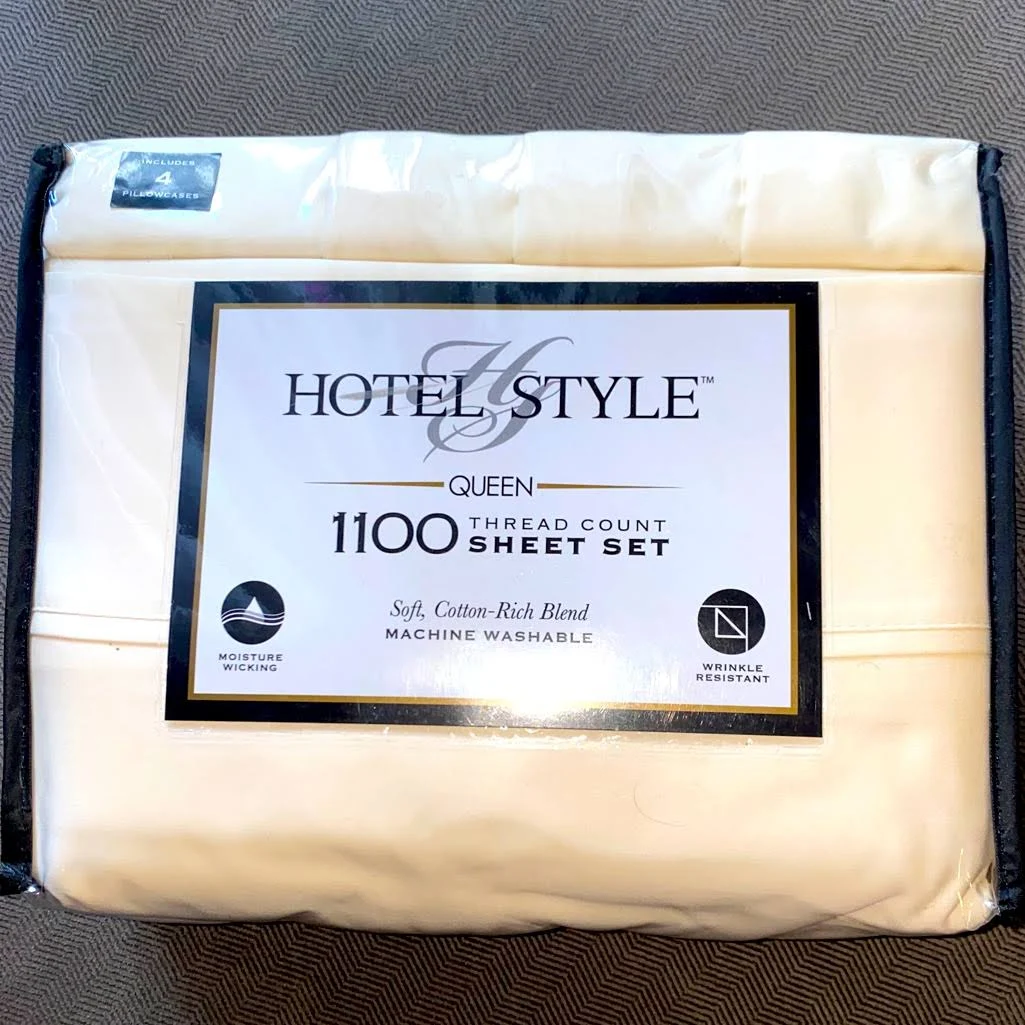 INCLUDES
4
PILLOWCASES
HOTEL STYLE™
HS
QUEEN
1100 THREAD COUNT
SHEET SET
Soft, Cotton-Rich Blend
MACHINE WASHABLE
MOISTURE
WICKING
WRINKLE
RESISTANT